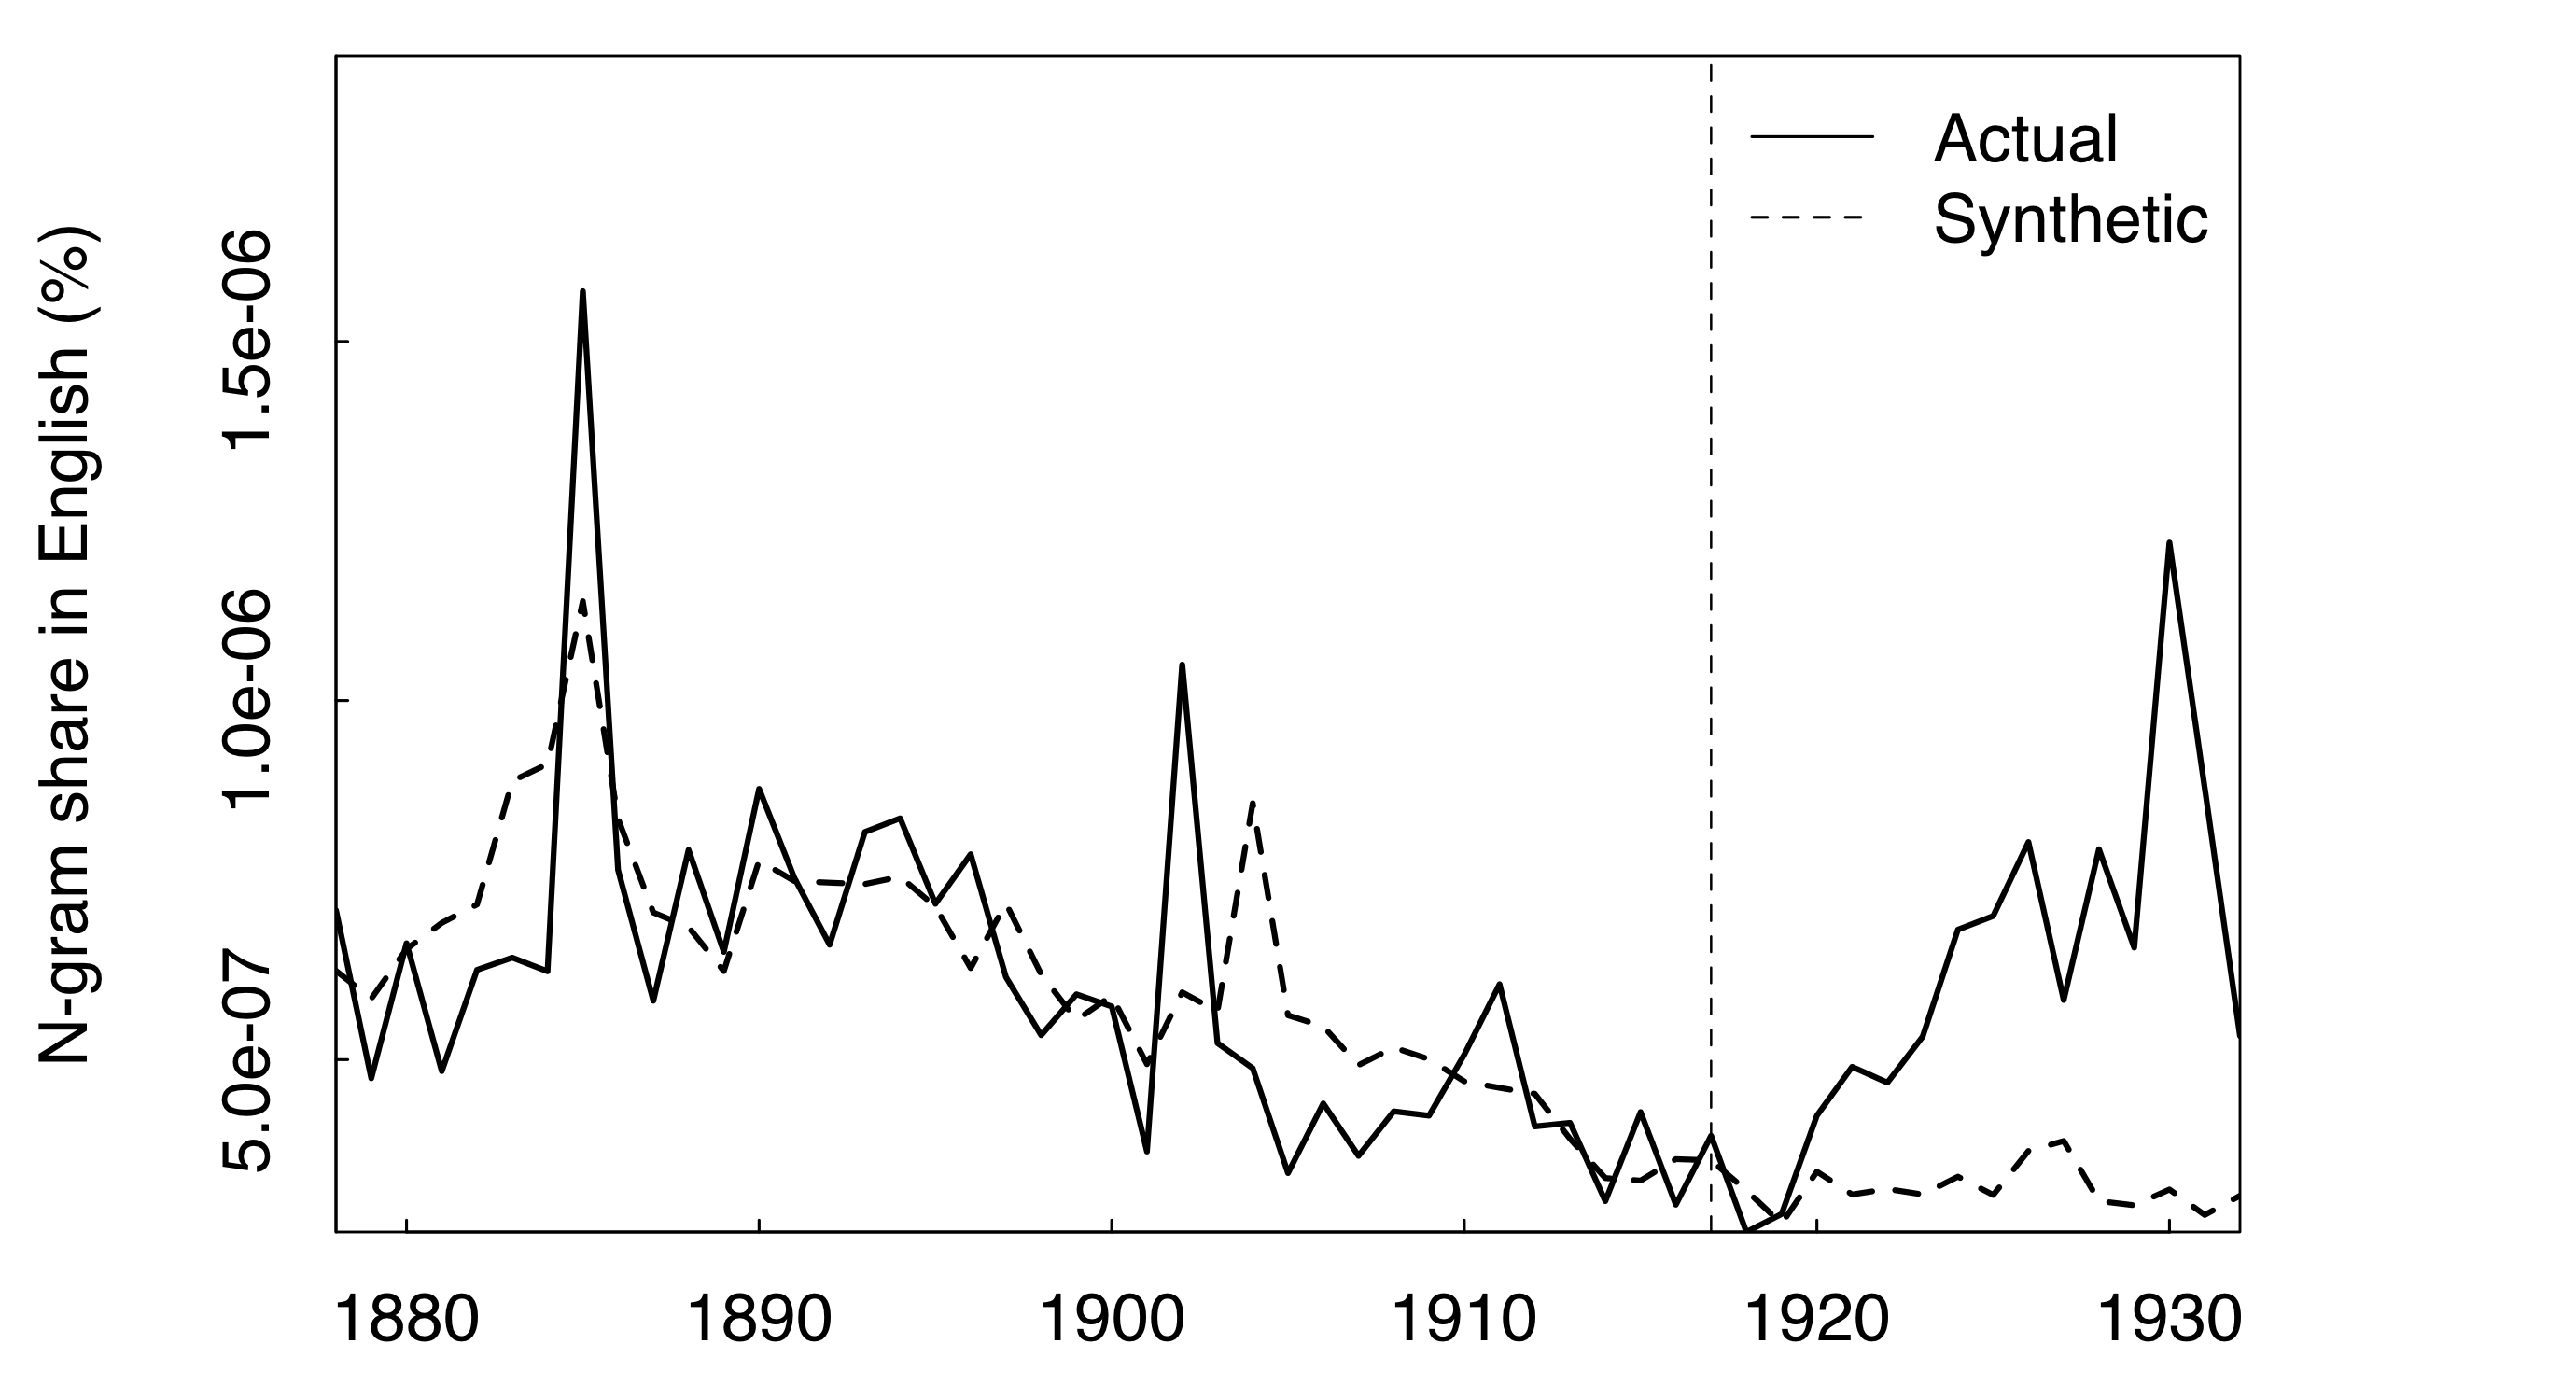 Actual
Synthetic
N-gram share in English (%)
1.5e-06
1.0e-06
5.0e-07
1880 1890 1900 1910 1920 1930